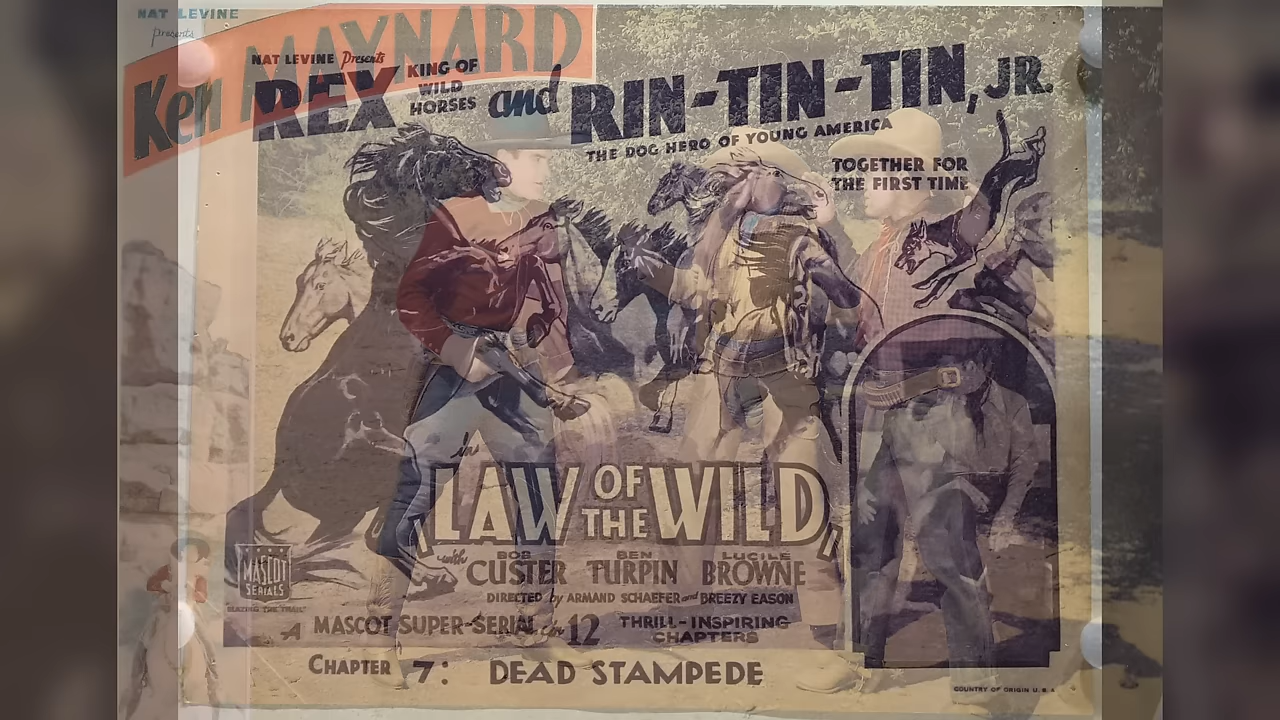 NAT LEVINE
presents
Ken MAYNARD
NAT LEVINE Presents
REX KING OF WILD HORSES and RIN-TIN-TIN, JR.
THE DOG HERO OF YOUNG AMERICA
TOGETHER FOR
THE FIRST TIME
in
LAW OF THE WILD
with BOB CUSTER BEN TURPIN LUCILE BROWNE
DIRECTED by ARMAND SCHAEFER and BREEZY EASON
MASCOT
SERIALS
BLAZING THE TRAIL
A MASCOT SUPER-SERIAL in 12 THRILL-INSPIRING CHAPTERS
CHAPTER 7: DEAD STAMPEDE
COUNTRY OF ORIGIN U.S.A.